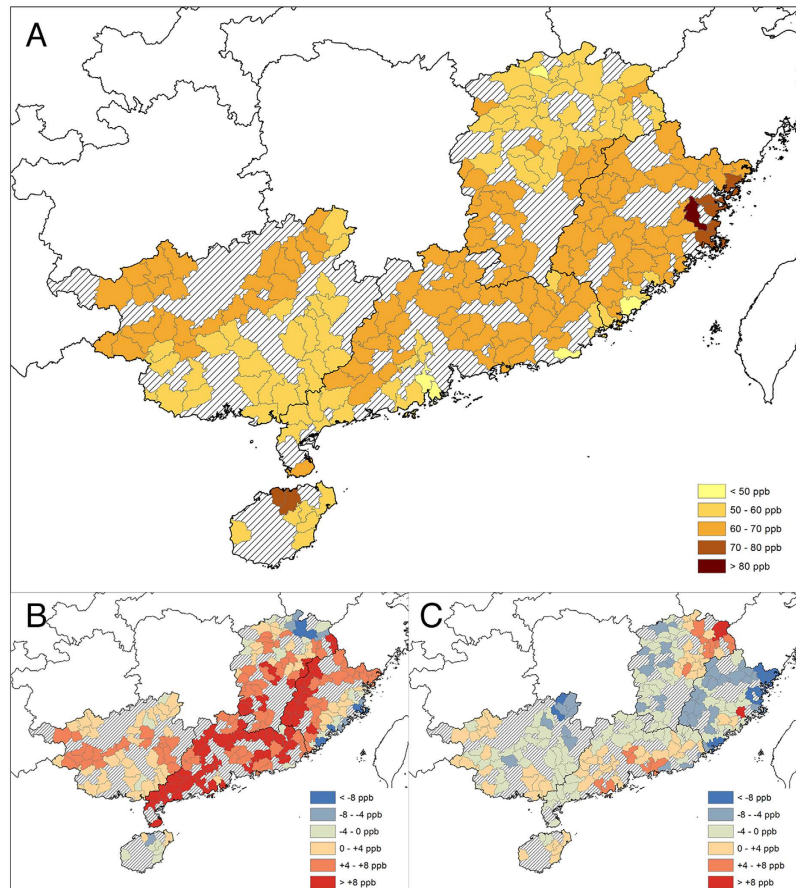 A
< 50 ppb
50 - 60 ppb
60 - 70 ppb
70 - 80 ppb
> 80 ppb
B
< -8 ppb
-8 - -4 ppb
-4 - 0 ppb
0 - +4 ppb
+4 - +8 ppb
> +8 ppb
C
< -8 ppb
-8 - -4 ppb
-4 - 0 ppb
0 - +4 ppb
+4 - +8 ppb
> +8 ppb